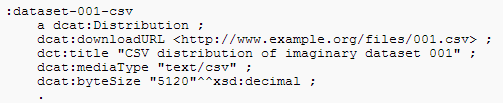 :dataset-001-csv
a dcat:Distribution ;
dcat:downloadURL <http://www.example.org/files/001.csv> ;
dct:title "CSV distribution of imaginary dataset 001" ;
dcat:mediaType "text/csv" ;
dcat:byteSize "5120"^^xsd:decimal ;
.